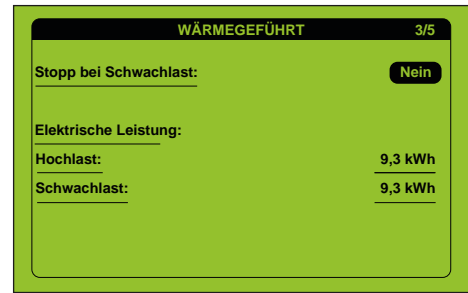 WÄRMEGEFÜHRT 3/5
Stopp bei Schwachlast: Nein
Elektrische Leistung:
Hochlast: 9,3 kWh
Schwachlast: 9,3 kWh